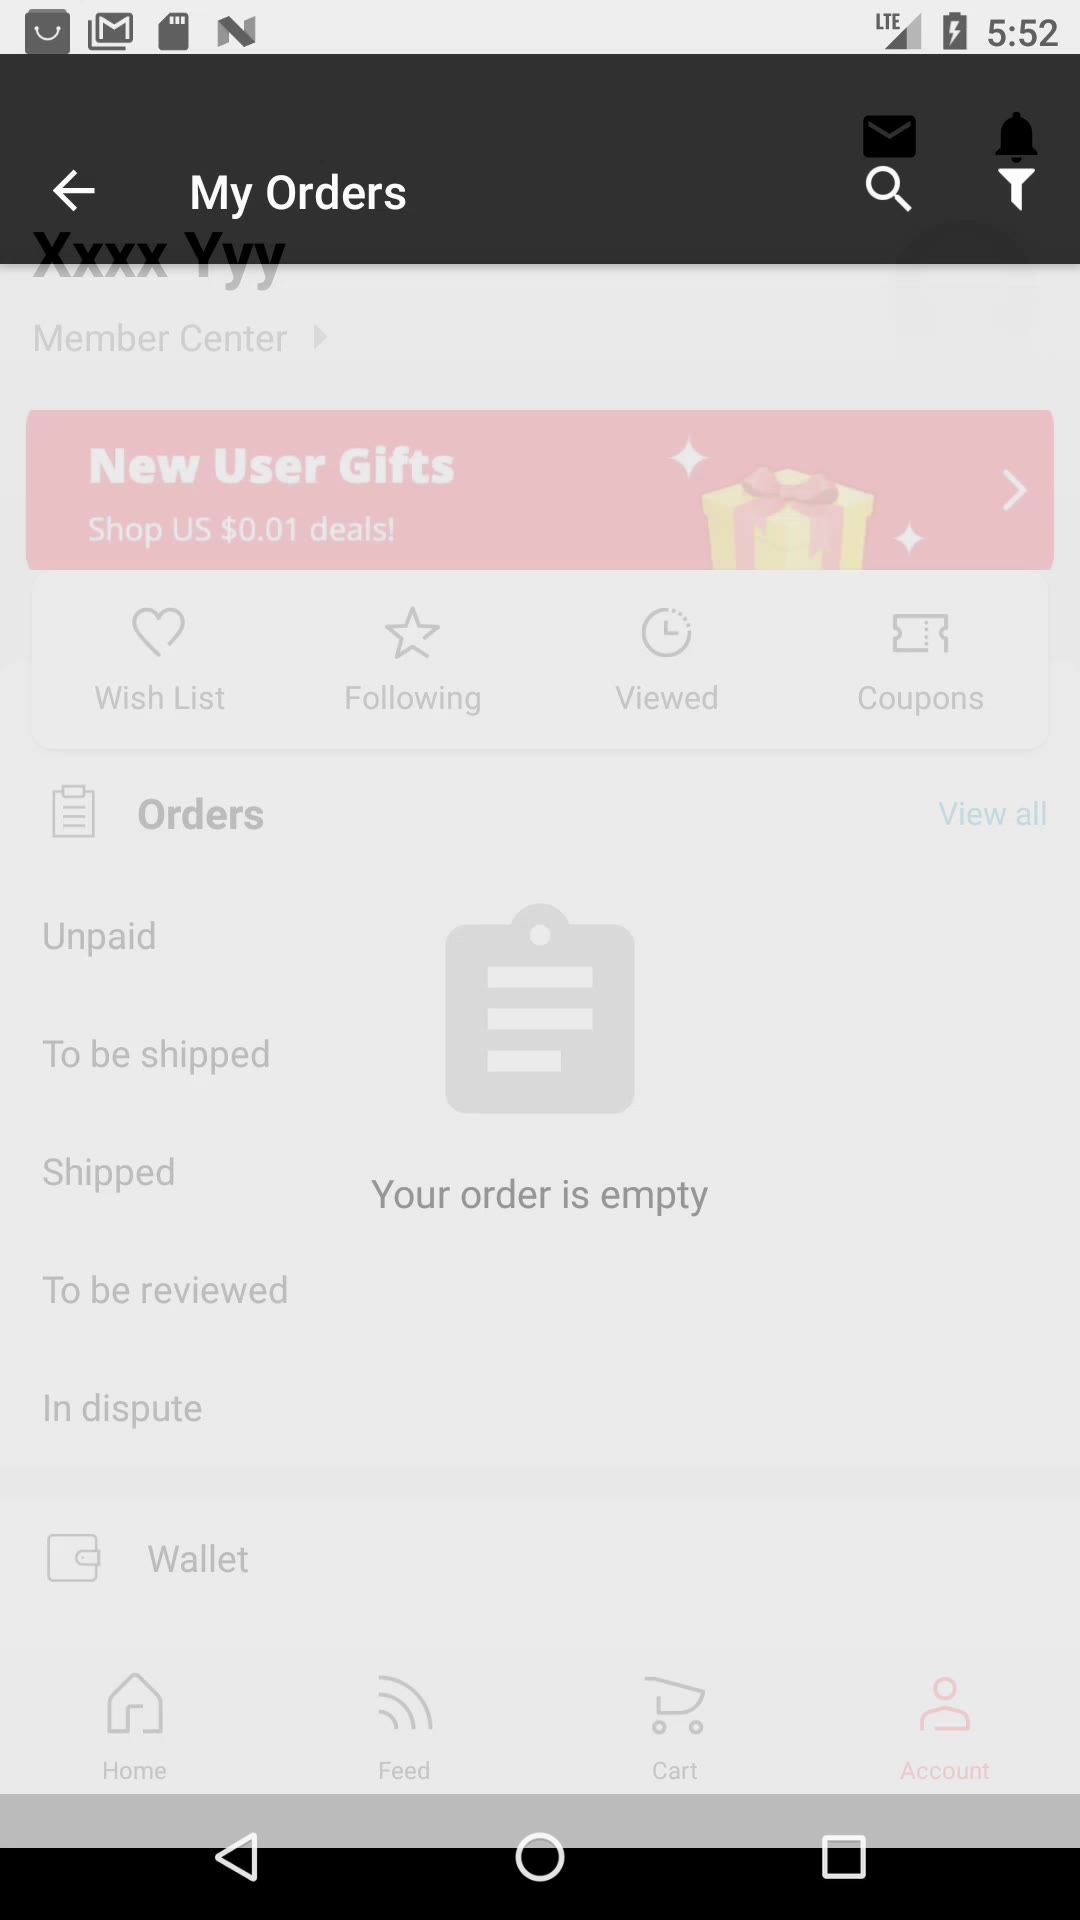 LTE 5:52
My Orders
Xxxx Yyy
Member Center
New User Gifts
Shop US $0.01 deals!
Wish List
Following
Viewed
Coupons
Orders
View all
Unpaid
To be shipped
Shipped
Your order is empty
To be reviewed
In dispute
Wallet
Home
Feed
Cart
Account